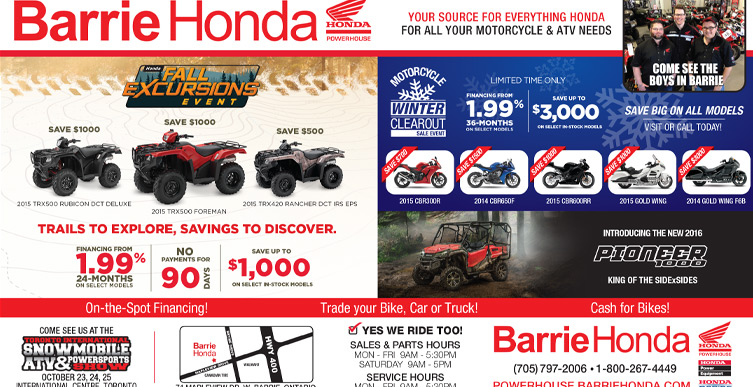 Barrie Honda
HONDA
POWERHOUSE
YOUR SOURCE FOR EVERYTHING HONDA
FOR ALL YOUR MOTORCYCLE & ATV NEEDS
COME SEE THE
BOYS IN BARRIE
Honda
FALL
EXCURSIONS
EVENT
SAVE $1000
SAVE $1000
SAVE $500
2015 TRX500 RUBICON DCT DELUXE
2015 TRX500 FOREMAN
2015 TRX420 RANCHER DCT IRS EPS
TRAILS TO EXPLORE, SAVINGS TO DISCOVER.
FINANCING FROM
1.99%
24-MONTHS
ON SELECT MODELS
NO
PAYMENTS FOR
90 DAYS
SAVE UP TO
$1,000
ON SELECT IN-STOCK MODELS
MOTORCYCLE
WINTER
CLEAROUT
SALE EVENT
LIMITED TIME ONLY
FINANCING FROM
1.99%
36-MONTHS
ON SELECT MODELS
SAVE UP TO
$3,000
ON SELECT IN-STOCK MODELS
SAVE BIG ON ALL MODELS
VISIT OR CALL TODAY!
SAVE $700
SAVE $1500
SAVE $1000
SAVE $1000
SAVE $3000
2015 CBR300R
2014 CBR650F
2015 CBR600RR
2015 GOLD WING
2014 GOLD WING F6B
INTRODUCING THE NEW 2016
PIONEER
1000
KING OF THE SIDExSIDES
On-the-Spot Financing!
Trade your Bike, Car or Truck!
Cash for Bikes!
COME SEE US AT THE
TORONTO INTERNATIONAL
SNOWMOBILE
ATV & POWERSPORTS
SHOW
OCTOBER 23, 24, 25
INTERNATIONAL CENTRE TORONTO
Barrie
Honda
HWY 400
74 MAPLEVIEW DR. W. BARRIE, ONTARIO
YES WE RIDE TOO!
SALES & PARTS HOURS
MON - FRI 9AM - 5:30PM
SATURDAY 9AM - 5PM
SERVICE HOURS
MON - FRI 9AM - 5:30PM
Barrie Honda
(705) 797-2006 • 1-800-267-4449
POWERHOUSE.BARRIEHONDA.COM
HONDA
POWERHOUSE
HONDA
Power
Equipment
HONDA